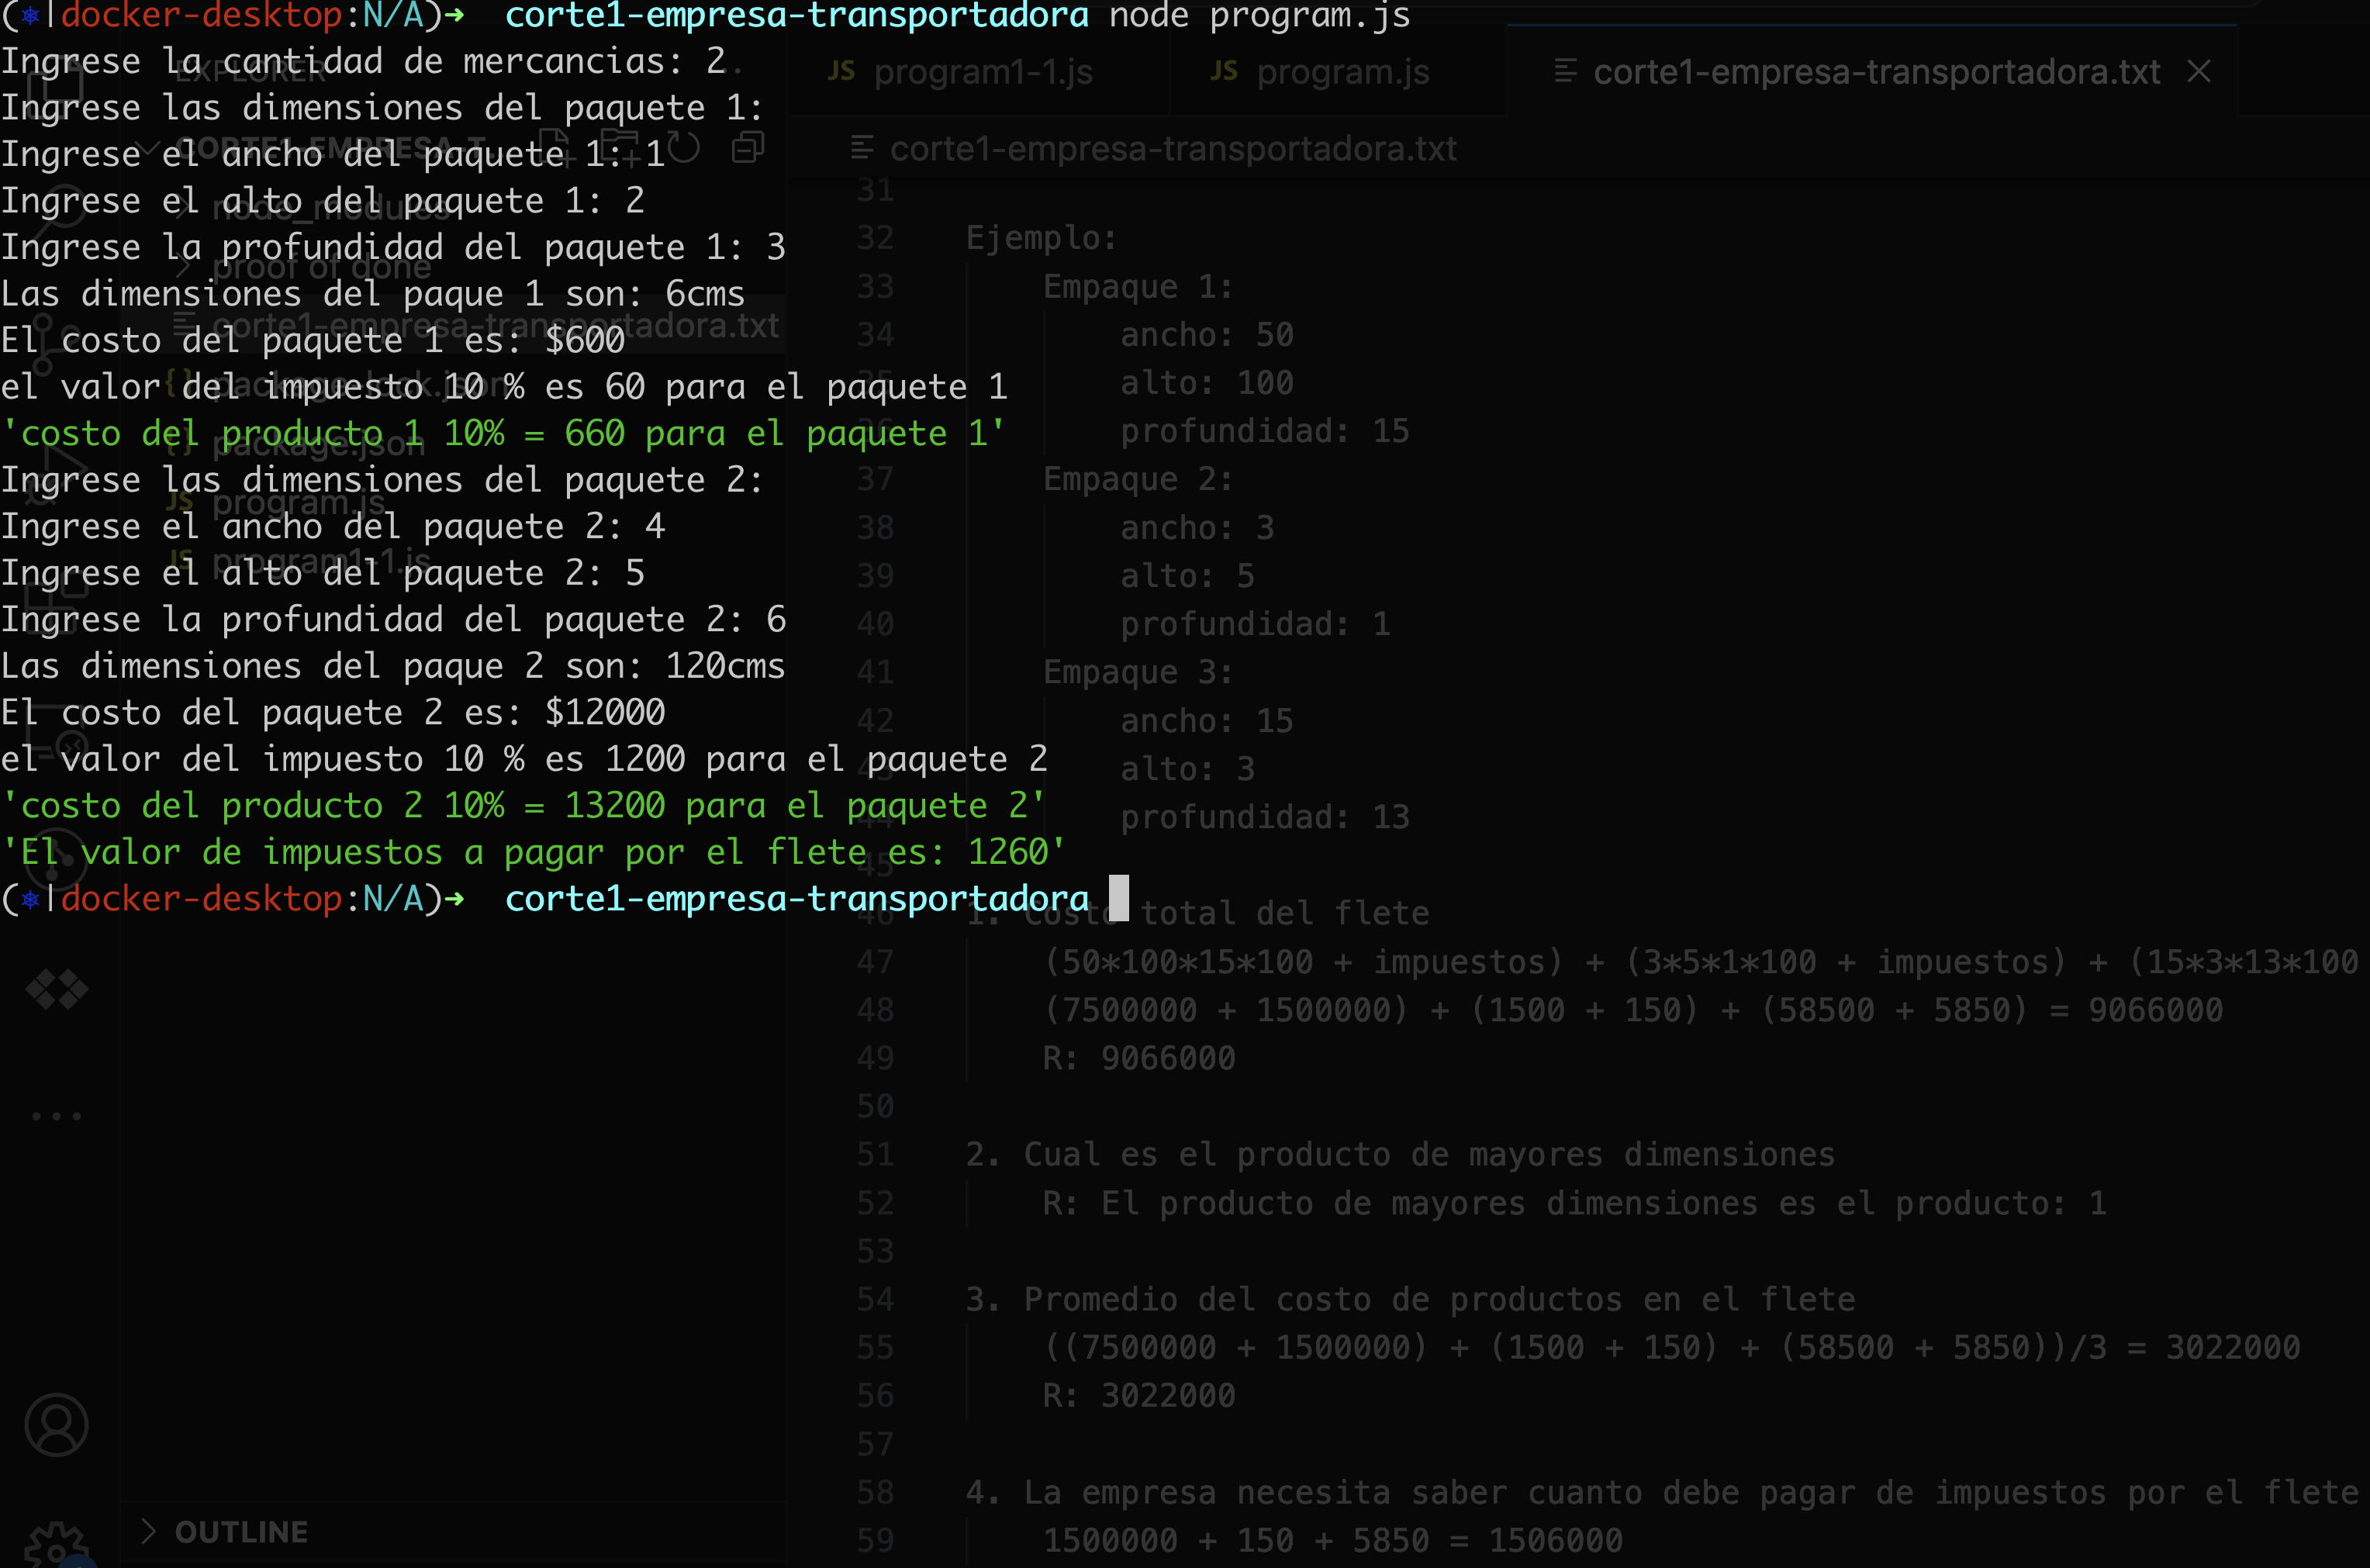 (⎈|docker-desktop:N/A)➜  corte1-empresa-transportadora node program.js
Ingrese la cantidad de mercancias: 2
Ingrese las dimensiones del paquete 1:
Ingrese el ancho del paquete 1: 1
Ingrese el alto del paquete 1: 2
Ingrese la profundidad del paquete 1: 3
Las dimensiones del paque 1 son: 6cms
El costo del paquete 1 es: $600
el valor del impuesto 10 % es 60 para el paquete 1
'costo del producto 1 10% = 660 para el paquete 1'
Ingrese las dimensiones del paquete 2:
Ingrese el ancho del paquete 2: 4
Ingrese el alto del paquete 2: 5
Ingrese la profundidad del paquete 2: 6
Las dimensiones del paque 2 son: 120cms
El costo del paquete 2 es: $12000
el valor del impuesto 10 % es 1200 para el paquete 2
'costo del producto 2 10% = 13200 para el paquete 2'
'El valor de impuestos a pagar por el flete es: 1260'
(⎈|docker-desktop:N/A)➜  corte1-empresa-transportadora
EXPLORER
CORTE1-EMPRESA-T...
node_modules
proof of done
corte1-empresa-transportadora.txt
{} package-lock.json
{} package.json
JS program.js
JS program1-1.js
OUTLINE
JS program1-1.js
JS program.js
corte1-empresa-transportadora.txt
corte1-empresa-transportadora.txt
31
32 Ejemplo:
33 Empaque 1:
34 ancho: 50
35 alto: 100
36 profundidad: 15
37 Empaque 2:
38 ancho: 3
39 alto: 5
40 profundidad: 1
41 Empaque 3:
42 ancho: 15
43 alto: 3
44 profundidad: 13
45
46 1. Costo total del flete
47 (50*100*15*100 + impuestos) + (3*5*1*100 + impuestos) + (15*3*13*100
48 (7500000 + 1500000) + (1500 + 150) + (58500 + 5850) = 9066000
49 R: 9066000
50
51 2. Cual es el producto de mayores dimensiones
52 R: El producto de mayores dimensiones es el producto: 1
53
54 3. Promedio del costo de productos en el flete
55 ((7500000 + 1500000) + (1500 + 150) + (58500 + 5850))/3 = 3022000
56 R: 3022000
57
58 4. La empresa necesita saber cuanto debe pagar de impuestos por el flete
59 1500000 + 150 + 5850 = 1506000